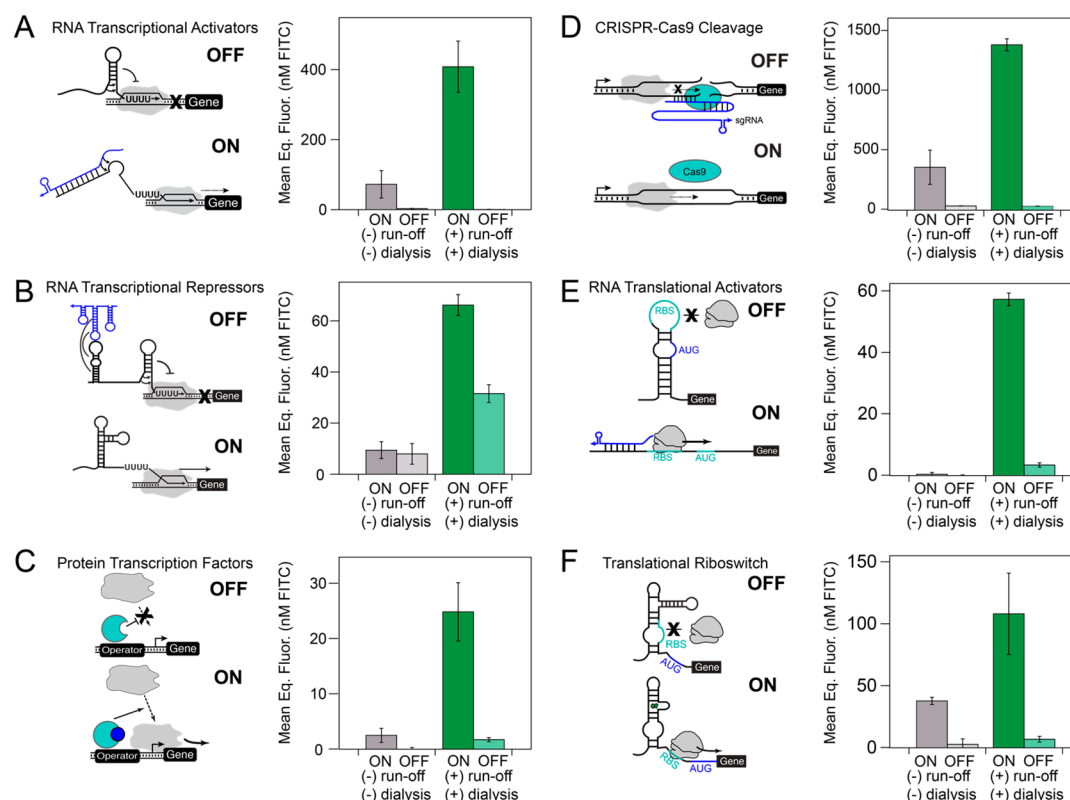 A
RNA Transcriptional Activators
OFF
UUUU
X
Gene
ON
UUUU
Gene
Mean Eq. Fluor. (nM FITC)
400
200
0
ON OFF ON OFF
(-) run-off (+) run-off
(-) dialysis (+) dialysis
D
CRISPR-Cas9 Cleavage
OFF
X
Gene
sgRNA
ON
Cas9
Gene
Mean Eq. Fluor. (nM FITC)
1500
1000
500
0
ON OFF ON OFF
(-) run-off (+) run-off
(-) dialysis (+) dialysis
B
RNA Transcriptional Repressors
OFF
UUUU
X
Gene
ON
UUUU
Gene
Mean Eq. Fluor. (nM FITC)
60
40
20
0
ON OFF ON OFF
(-) run-off (+) run-off
(-) dialysis (+) dialysis
E
RNA Translational Activators
RBS
X
OFF
AUG
Gene
ON
RBS
AUG
Gene
Mean Eq. Fluor. (nM FITC)
60
40
60
0
ON OFF ON OFF
(-) run-off (+) run-off
(-) dialysis (+) dialysis
C
Protein Transcription Factors
OFF
X
Operator
Gene
ON
Operator
Gene
Mean Eq. Fluor. (nM FITC)
30
20
10
0
ON OFF ON OFF
(-) run-off (+) run-off
(-) dialysis (+) dialysis
F
Translational Riboswitch
OFF
X
RBS
AUG
Gene
ON
RBS
AUG
Gene
Mean Eq. Fluor. (nM FITC)
150
100
50
0
ON OFF ON OFF
(-) run-off (+) run-off
(-) dialysis (+) dialysis